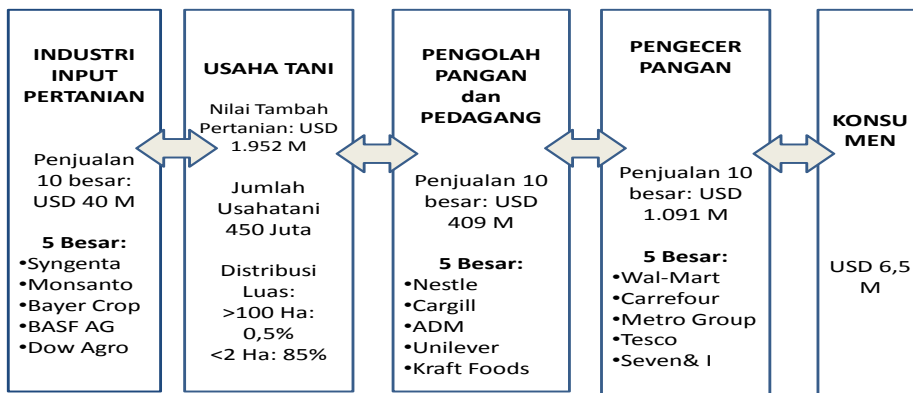 INDUSTRI
INPUT
PERTANIAN
Penjualan
10 besar:
USD 40 M
5 Besar:
•Syngenta
•Monsanto
•Bayer Crop
•BASF AG
•Dow Agro
USAHA TANI
Nilai Tambah
Pertanian: USD
1.952 M
Jumlah
Usahatani
450 Juta
Distribusi
Luas:
>100 Ha:
0,5%
<2 Ha: 85%
PENGOLAH
PANGAN
dan
PEDAGANG
Penjualan 10
besar: USD
409 M
5 Besar:
•Nestle
•Cargill
•ADM
•Unilever
•Kraft Foods
PENGECER
PANGAN
Penjualan 10
besar: USD
1.091 M
5 Besar:
•Wal-Mart
•Carrefour
•Metro Group
•Tesco
•Seven& I
KONSU
MEN
USD 6,5
M